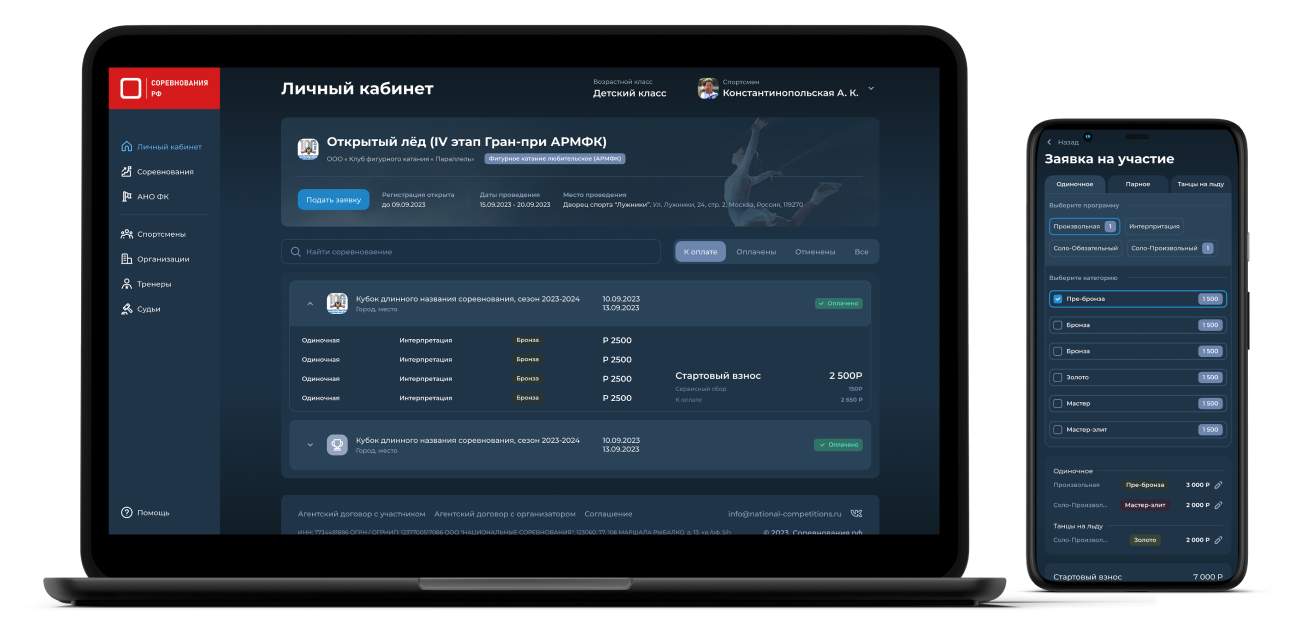 СОРЕВНОВАНИЯ
РФ
Личный кабинет
Соревнования
АНО ФК
Спортсмены
Организации
Тренеры
Судьи
Помощь
Личный кабинет
Возрастной класс
Детский класс
Спортсмен
Константинопольская А. К.
Открытый лёд (IV этап Гран-при АРМФК)
ООО « Клуб фигурного катания « Параллель»
Фигурное катание любительское (АРМФК)
Подать заявку
Регистрация открыта
до 09.09.2023
Даты проведения
15.09.2023 - 20.09.2023
Место проведения
Дворец спорта "Лужники", Ул. Лужники, 24, стр. 2, Москва, Россия, 119270
Найти соревноваение
К оплате Оплачены Отменены Все
Кубок длинного названия соревнования, сезон 2023-2024
Город, место
10.09.2023
13.09.2023
Оплачено
Одиночная Интерпретация Бронза Р 2500
Одиночная Интерпретация Бронза Р 2500
Одиночная Интерпретация Бронза Р 2500
Одиночная Интерпретация Бронза Р 2500
Стартовый взнос 2 500Р
Сервисный сбор 150Р
К оплате 2 650 Р
Кубок длинного названия соревнования, сезон 2023-2024
Город, место
10.09.2023
13.09.2023
Оплачено
Агентский договор с участником Агентский договор с организатором Соглашение
info@national-competitions.ru
© 2023, Соревнования.рф
Назад
Заявка на участие
Одиночное Парное Танцы на льду
Выберите программу
Произвольная 1 Интерпритация
Соло-Обязательный Соло-Произвольный 1
Выберите категорию
Пре-бронза 1 500
Бронза 1 500
Бронза 1 500
Золото 1 500
Мастер 1 500
Мастер-элит 1 500
Одиночное
Произвольная Пре-бронза 3 000 Р
Соло-Произвол... Мастер-элит 2 000 Р
Танцы на льду
Соло-Произвол... Золото 2 000 Р
Стартовый взнос 7 000 Р